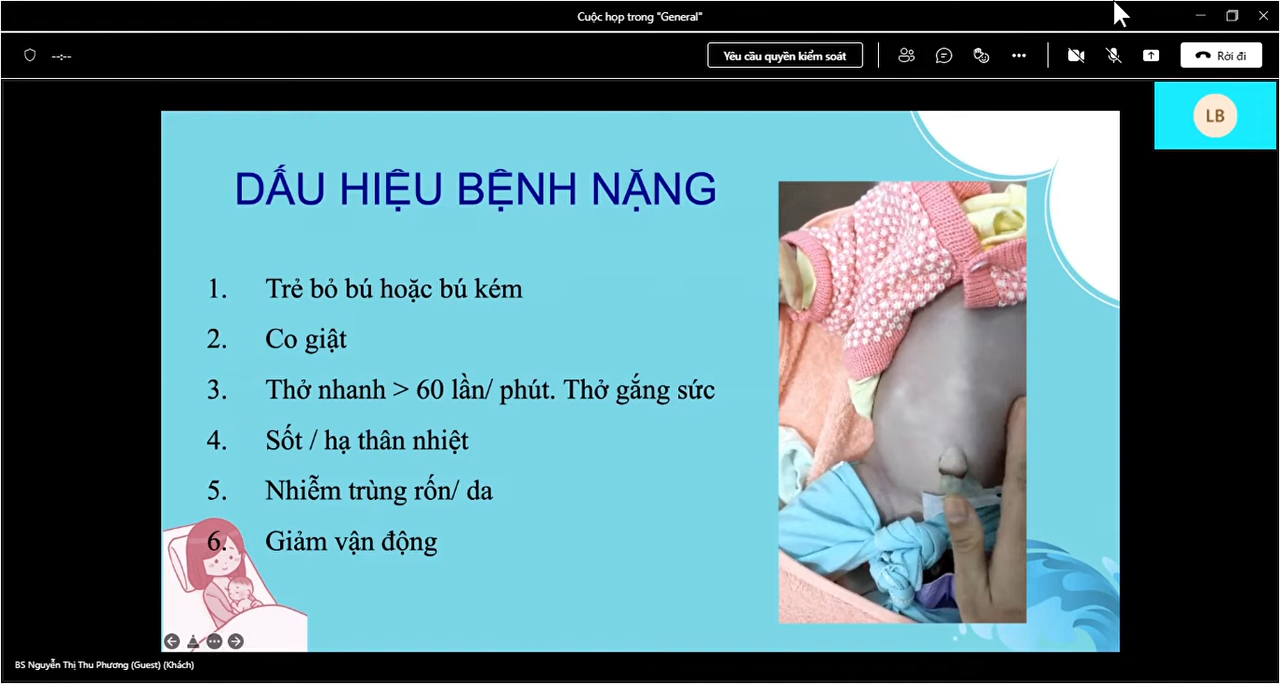 Cuộc họp trong "General"
--:--
Yêu cầu quyền kiểm soát
Rời đi
LB
DẤU HIỆU BỆNH NẶNG
1. Trẻ bỏ bú hoặc bú kém
2. Co giật
3. Thở nhanh > 60 lần/ phút. Thở gắng sức
4. Sốt / hạ thân nhiệt
5. Nhiễm trùng rốn/ da
6. Giảm vận động
BS Nguyễn Thị Thu Phương (Guest) (Khách)